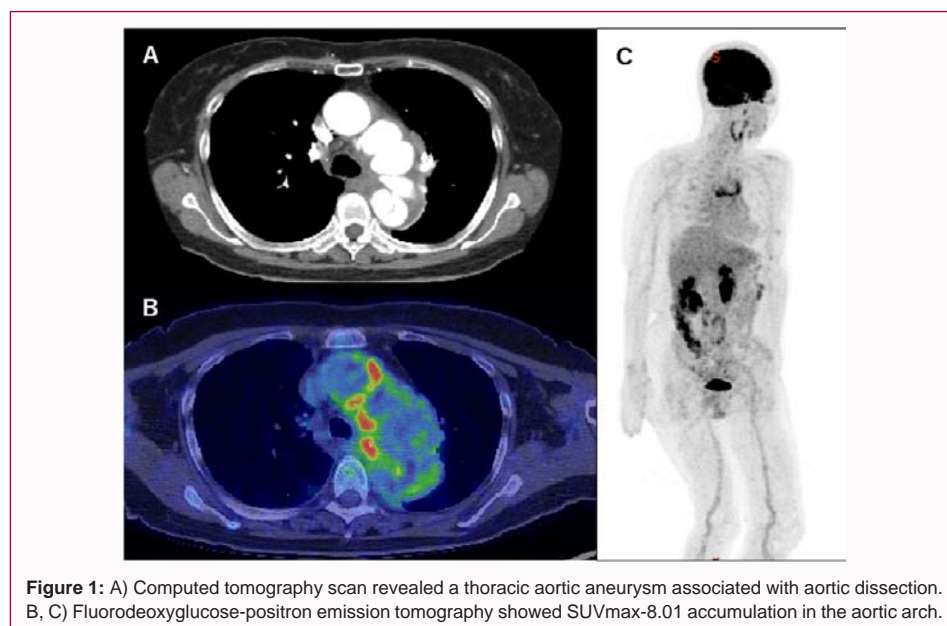 A
C
S
B
Figure 1: A) Computed tomography scan revealed a thoracic aortic aneurysm associated with aortic dissection.
B, C) Fluorodeoxyglucose-positron emission tomography showed SUVmax-8.01 accumulation in the aortic arch.